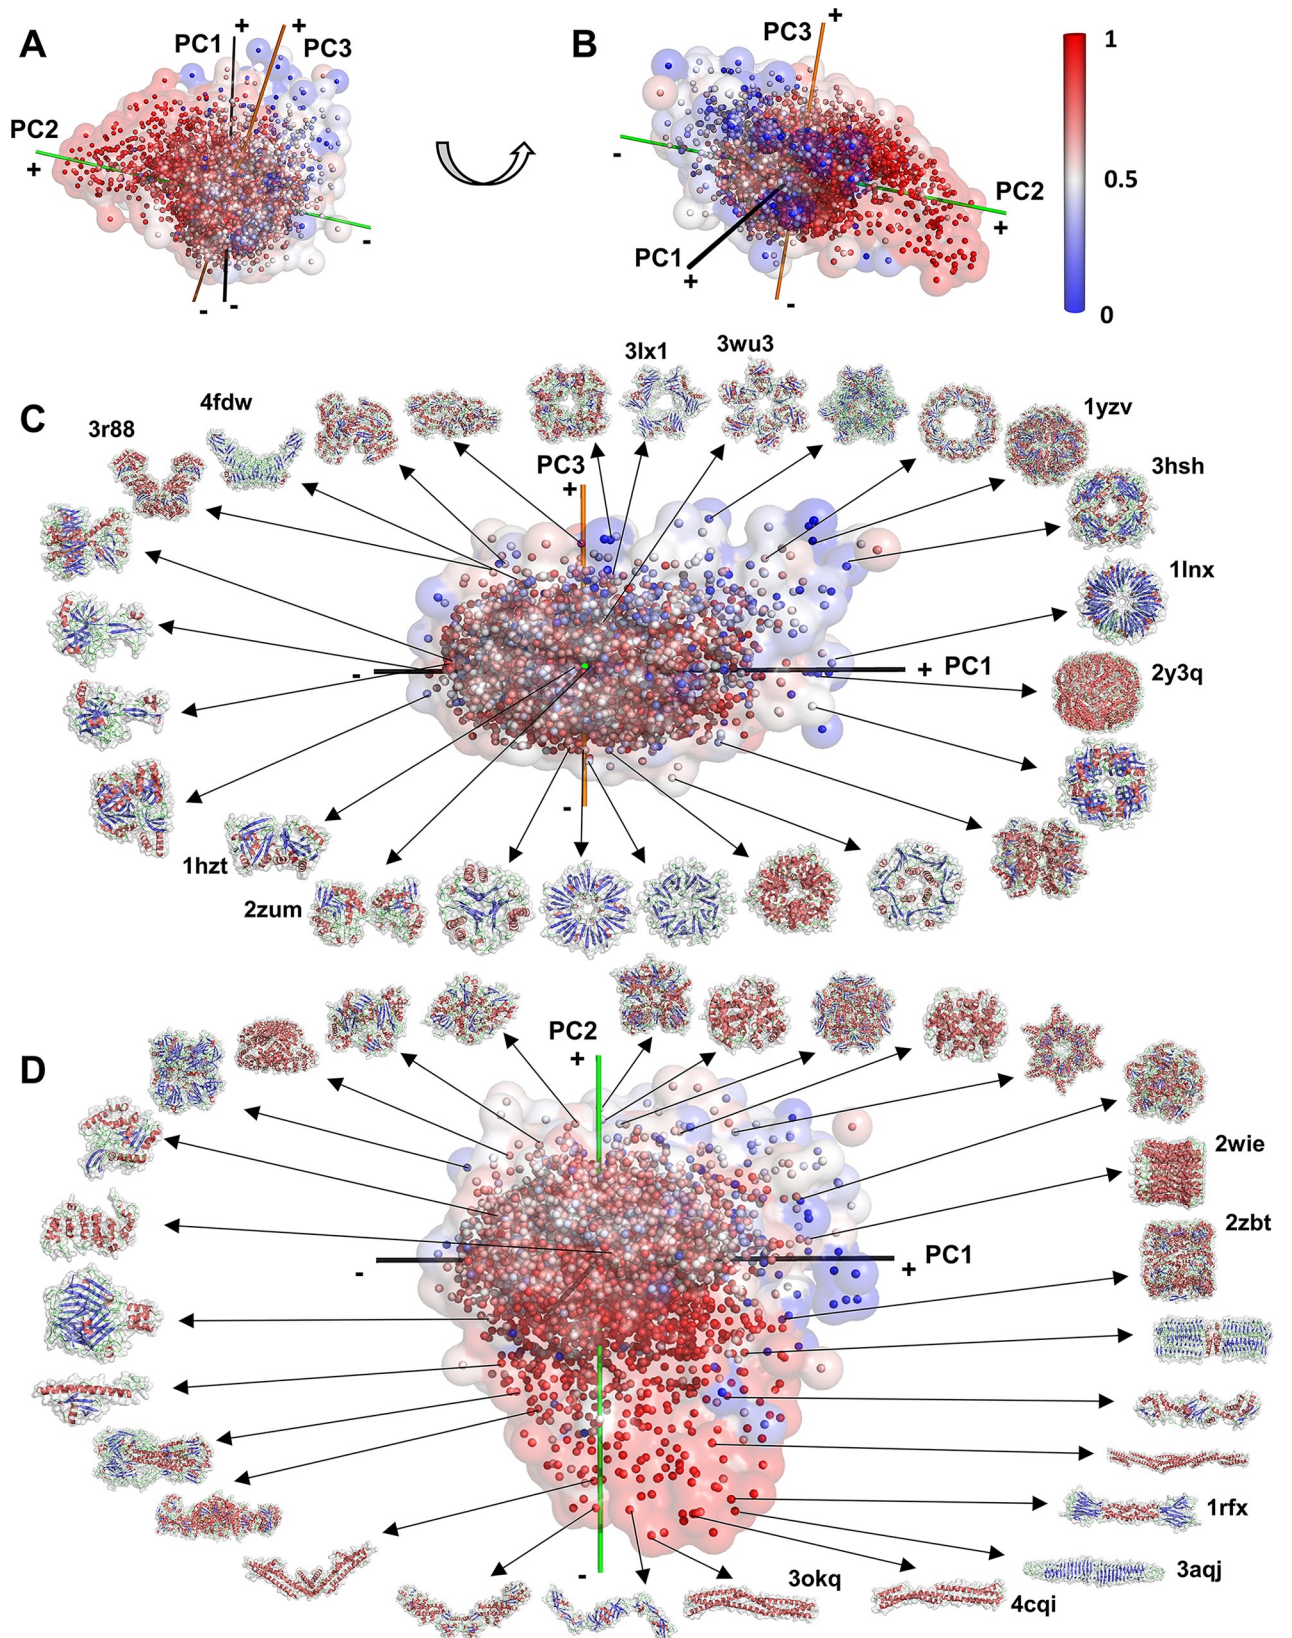 A
PC1
+
+
PC3
PC2
+
-
-
-
B
PC3
+
-
PC2
+
PC1
+
-
1
0.5
0
C
3r88
4fdw
3lx1
3wu3
1yzv
3hsh
1lnx
2y3q
PC3
+
-
+ PC1
-
1hzt
2zum
D
PC2
+
-
+ PC1
-
2wie
2zbt
1rfx
3aqj
4cqi
3okq